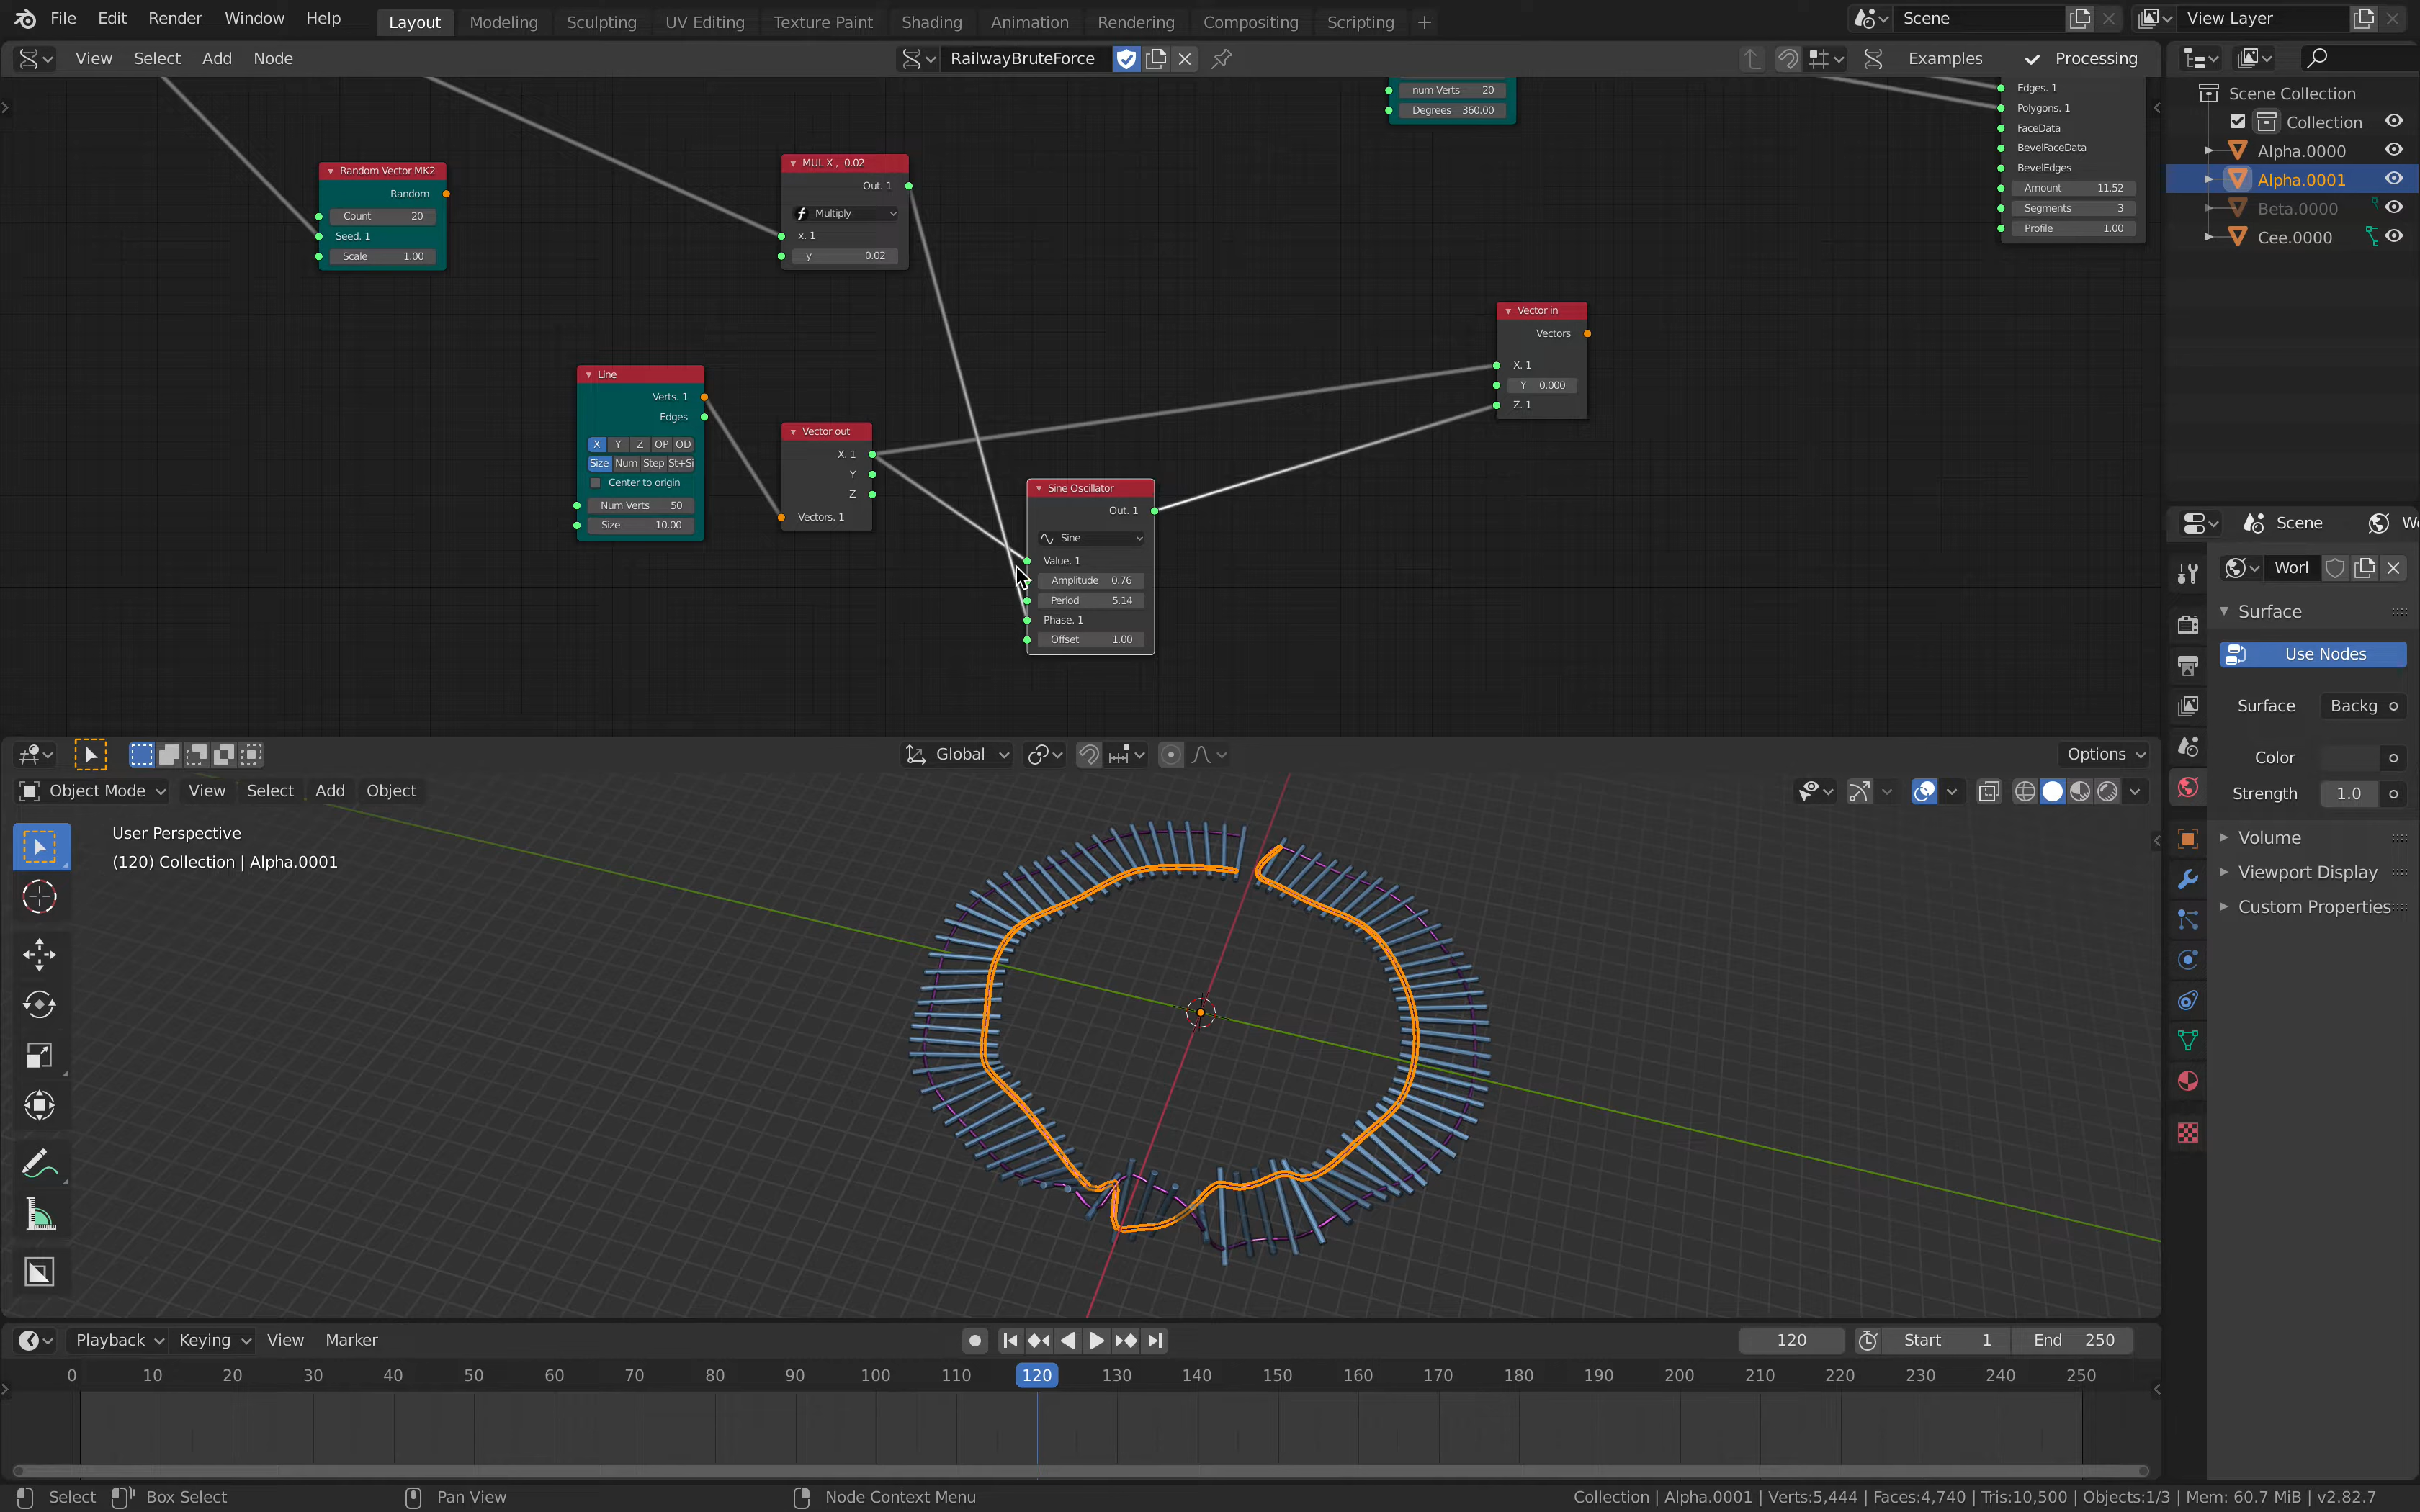 File Edit Render Window Help Layout Modeling Sculpting UV Editing Texture Paint Shading Animation Rendering Compositing Scripting + Scene View Layer
View Select Add Node RailwayBruteForce Examples Processing
Scene Collection
Collection
Alpha.0000
Alpha.0001
Beta.0000
Cee.0000
num Verts 20
Degrees 360.00
Edges. 1
Polygons. 1
FaceData
BevelFaceData
BevelEdges
Amount 11.52
Segments 3
Profile 1.00
Random Vector MK2
Random
Count 20
Seed. 1
Scale 1.00
MUL X , 0.02
Out. 1
Multiply
x. 1
y 0.02
Vector in
Vectors
X. 1
Y 0.000
Z. 1
Line
Verts. 1
Edges
X Y Z OP OD
Size Num Step St+Si
Center to origin
Num Verts 50
Size 10.00
Vector out
X. 1
Y
Z
Vectors. 1
Sine Oscillator
Out. 1
Sine
Value. 1
Amplitude 0.76
Period 5.14
Phase. 1
Offset 1.00
Scene
Worl
Surface
Use Nodes
Surface Backg
Color
Strength 1.0
Volume
Viewport Display
Custom Properties
Global Options
Object Mode View Select Add Object
User Perspective
(120) Collection | Alpha.0001
Playback Keying View Marker 120 Start 1 End 250
0 10 20 30 40 50 60 70 80 90 100 110 120 130 140 150 160 170 180 190 200 210 220 230 240 250
Select Box Select Pan View Node Context Menu Collection | Alpha.0001 | Verts:5,444 | Faces:4,740 | Tris:10,500 | Objects:1/3 | Mem: 60.7 MiB | v2.82.7